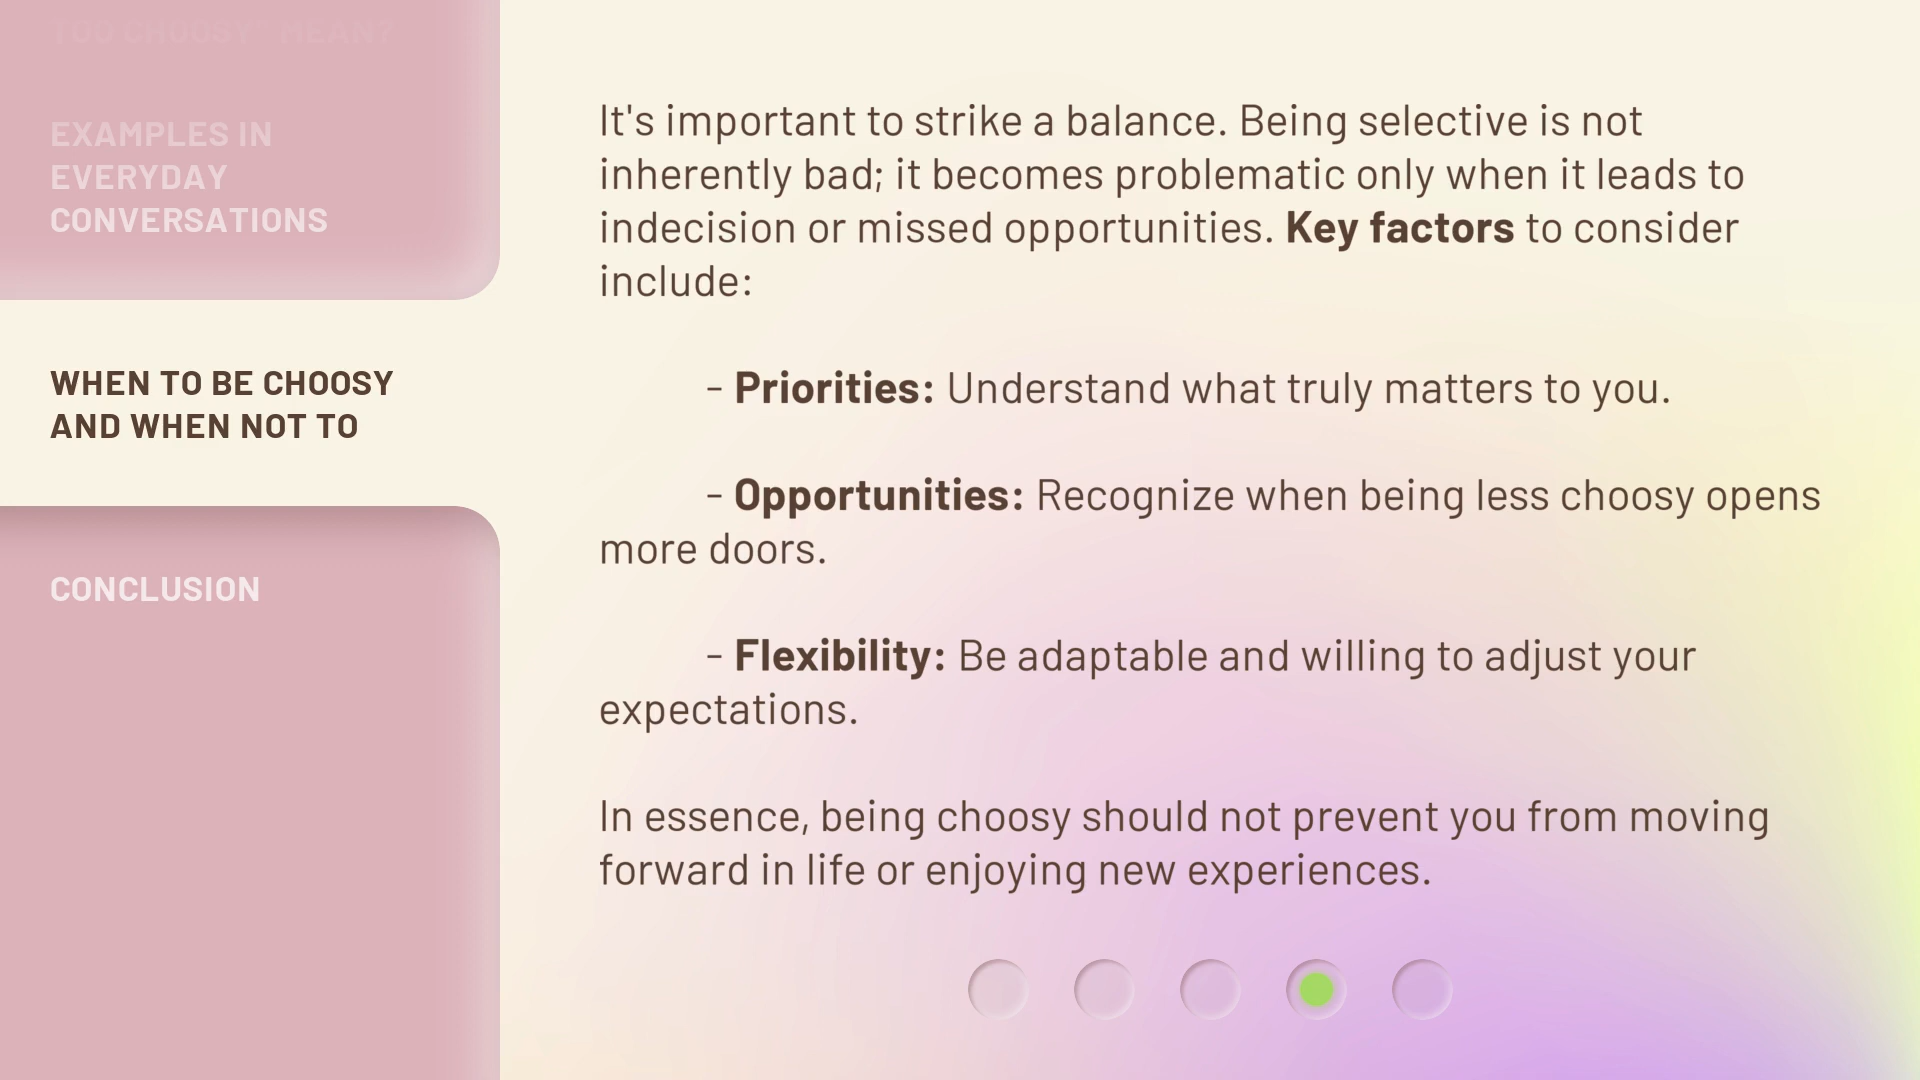 "TOO CHOOSY" MEAN?
EXAMPLES IN
EVERYDAY
CONVERSATIONS
WHEN TO BE CHOOSY
AND WHEN NOT TO
CONCLUSION
It's important to strike a balance. Being selective is not
inherently bad; it becomes problematic only when it leads to
indecision or missed opportunities. Key factors to consider
include:
- Priorities: Understand what truly matters to you.
- Opportunities: Recognize when being less choosy opens
more doors.
- Flexibility: Be adaptable and willing to adjust your
expectations.
In essence, being choosy should not prevent you from moving
forward in life or enjoying new experiences.